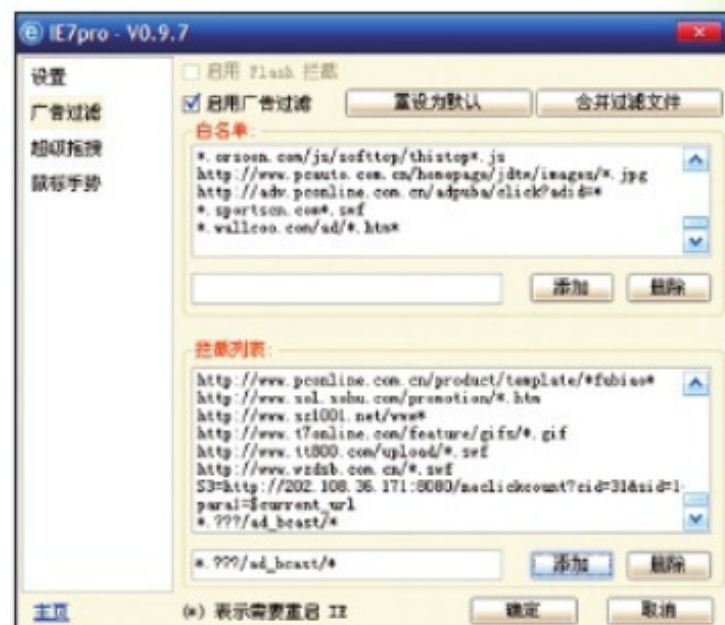 IE7pro - V0.9.7
设置
广告过滤
超级拖拽
鼠标手势
启用 Flash 拦截
启用广告过滤
重设为默认
合并过滤文件
白名单:
*.orsoon.com/js/softtop/thistop*.js
http://www.pcauto.com.cn/homepage/jdtw/images/*.jpg
http://adv.pconline.com.cn/adpuba/click?adid=*
*.sportscn.com*.swf
*.wallcoo.com/ad/*.htm*
添加
删除
拦截列表:
http://www.pconline.com.cn/product/template/*fubiao*
http://www.xol.sohu.com/promotion/*.htm
http://www.xz1001.net/www*
http://www.t7online.com/feature/gifs/*.gif
http://www.tt800.com/upload/*.swf
http://www.wzdsb.com.cn/*.swf
S3=http://202.108.36.171:8080/maclickcount?cid=31&sid=1
para1=$current_url
*.???/ad_bcast/*
*.???/ad_bcast/*
添加
删除
主页
(*) 表示需要重启 IE
确定
取消